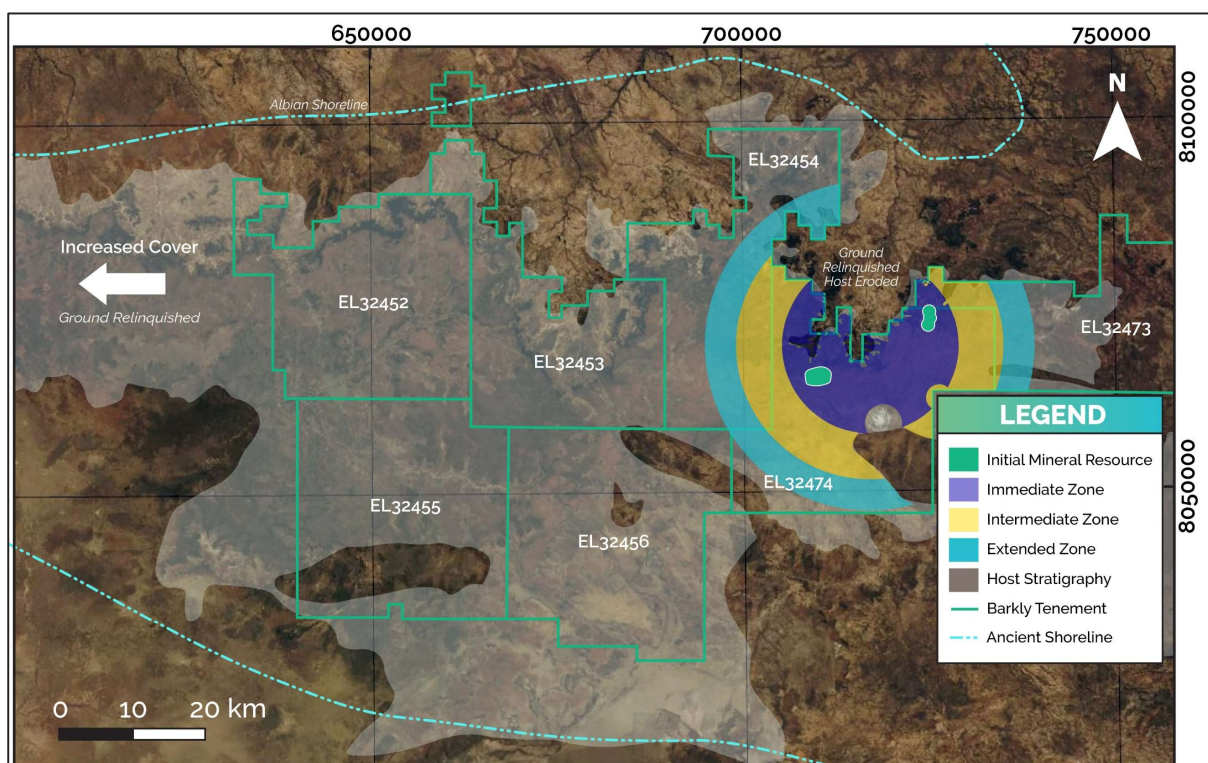 650000
700000
750000
8100000
8050000
N
Albian Shoreline
EL32454
Increased Cover
Ground Relinquished
Ground
Relinquished
Host Eroded
EL32452
EL32453
EL32473
EL32474
EL32455
EL32456
LEGEND
Initial Mineral Resource
Immediate Zone
Intermediate Zone
Extended Zone
Host Stratigraphy
Barkly Tenement
Ancient Shoreline
0 10 20 km